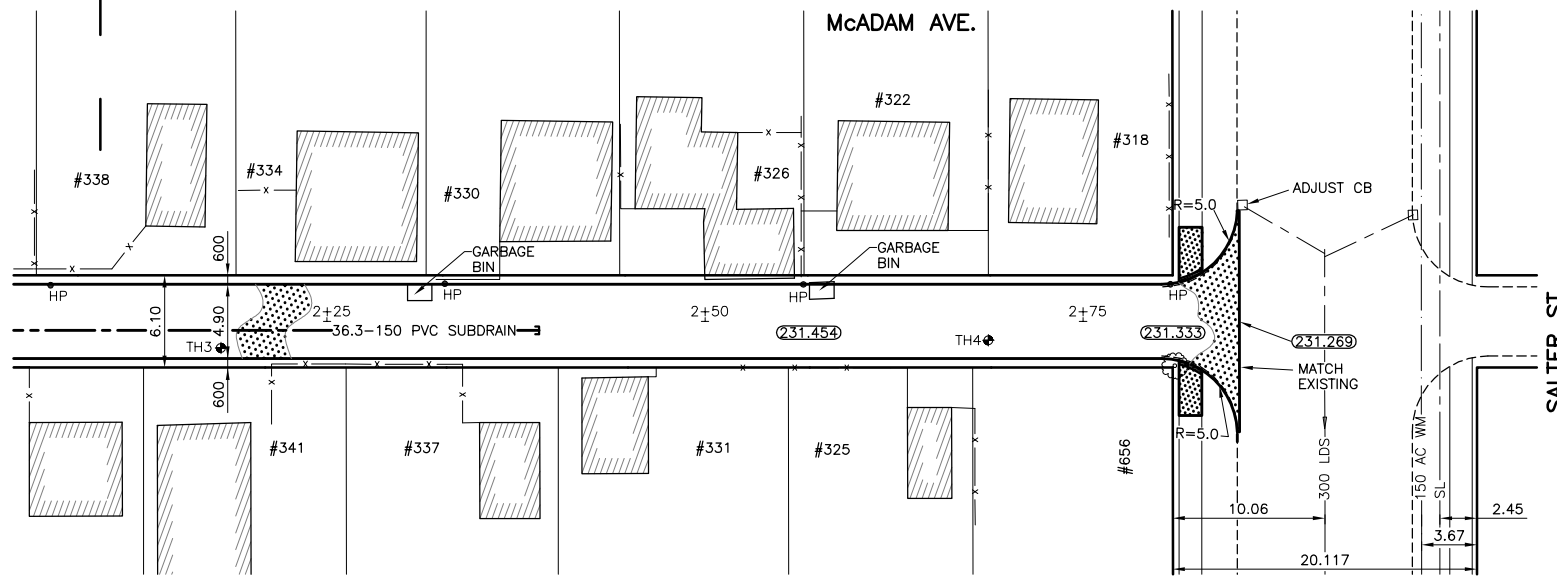 McADAM AVE.
#322
#318
#334
#338
#326
#330
ADJUST CB
R=5.0
600
GARBAGE
BIN
GARBAGE
BIN
HP
HP
HP
HP
6.10
4.90
2±25
2±50
2±75
36.3-150 PVC SUBDRAIN
231.454
231.333
231.269
TH3
TH4
MATCH
EXISTING
SALTER ST
600
R=5.0
#341
#337
#331
#325
#656
300 LDS
150 AC WM
SL
10.06
2.45
3.67
20.117